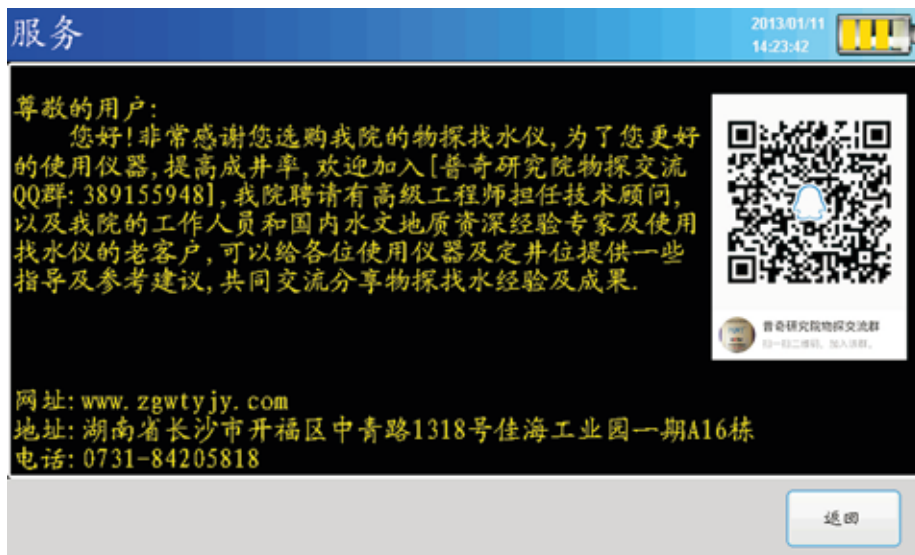 服务
2013/01/11
14:23:42
尊敬的用户:
您好!非常感谢您选购我院的物探找水仪,为了您更好
的使用仪器,提高成井率,欢迎加入[普奇研究院物探交流
QQ群: 389155948],我院聘请有高级工程师担任技术顾问,
以及我院的工作人员和国内水文地质资深经验专家及使用
找水仪的老客户,可以给各位使用仪器及定井位提供一些
指导及参考建议,共同交流分享物探找水经验及成果.
普奇研究院物探交流群
扫一扫二维码，加入该群。
网址: www.zgwtyjy.com
地址: 湖南省长沙市开福区中青路1318号佳海工业园一期A16栋
电话: 0731-84205818
返回